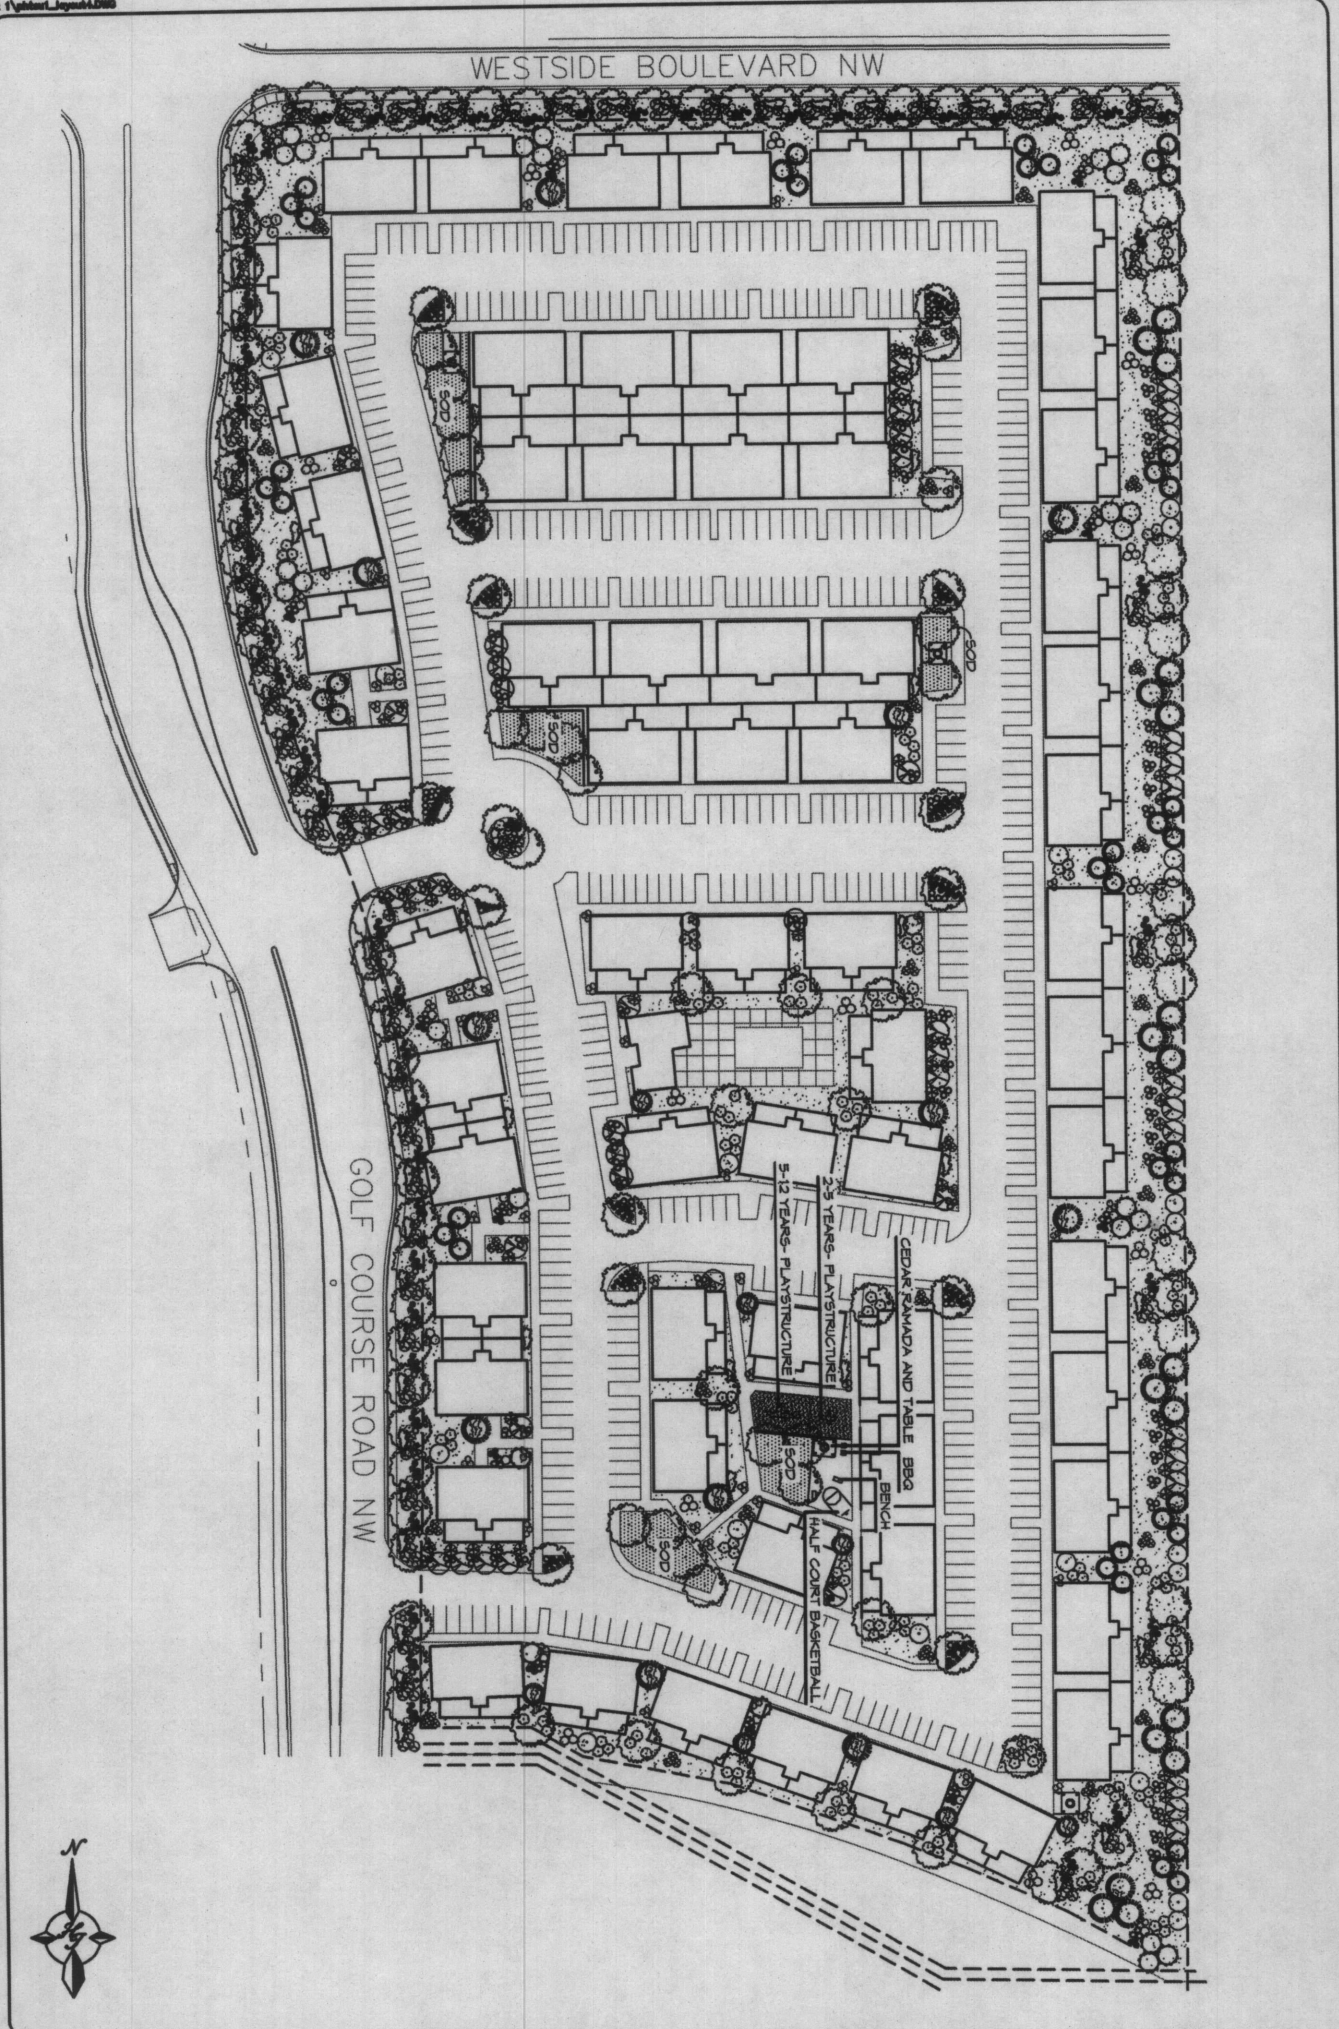 WESTSIDE BOULEVARD NW
SOD
SOD
SOD
GOLF COURSE ROAD NW
5-12 YEARS- PLAYSTRUCTURE
2-5 YEARS- PLAYSTRUCTURE
CEDAR RAMADA AND TABLE
BBQ
BENCH
SOD
SOD
HALF COURT BASKETBALL
N